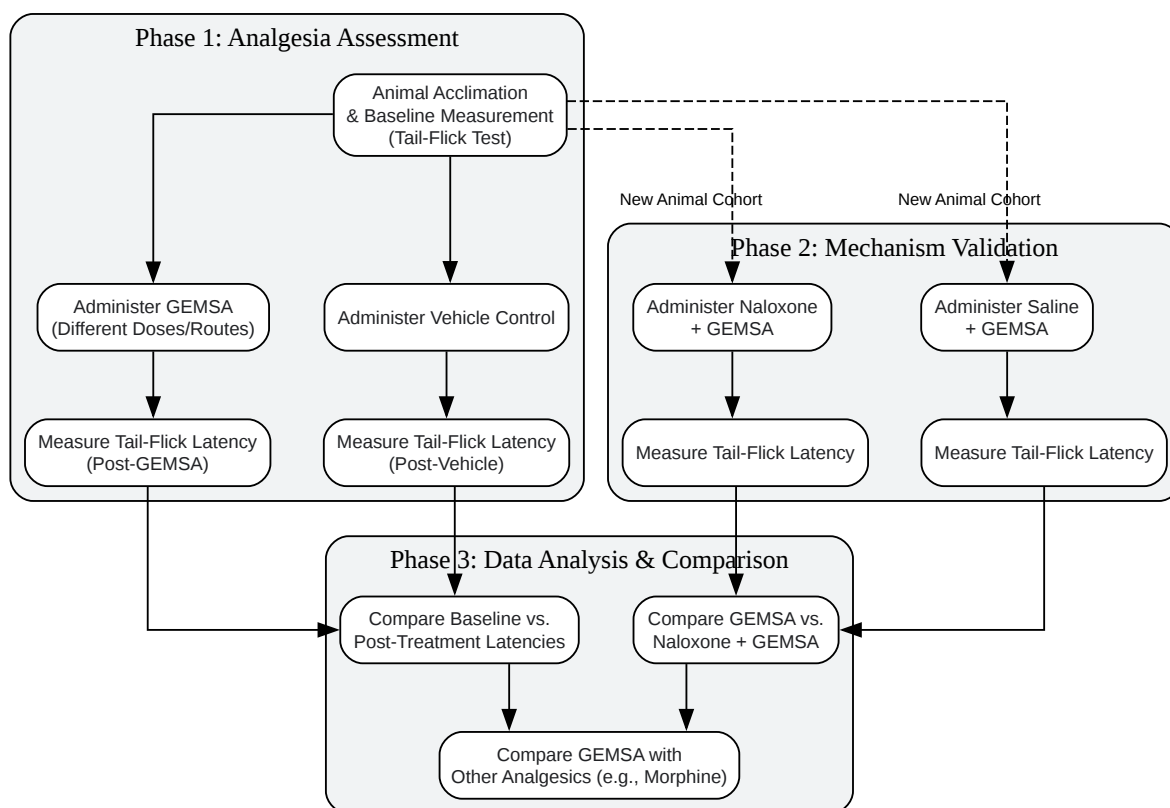 Phase 1: Analgesia Assessment
Animal Acclimation
& Baseline Measurement
(Tail-Flick Test)
New Animal Cohort
New Animal Cohort
Phase 2: Mechanism Validation
Administer GEMSA
(Different Doses/Routes)
Administer Vehicle Control
Administer Naloxone
+ GEMSA
Administer Saline
+ GEMSA
Measure Tail-Flick Latency
(Post-GEMSA)
Measure Tail-Flick Latency
(Post-Vehicle)
Measure Tail-Flick Latency
Measure Tail-Flick Latency
Phase 3: Data Analysis & Comparison
Compare Baseline vs.
Post-Treatment Latencies
Compare GEMSA vs.
Naloxone + GEMSA
Compare GEMSA with
Other Analgesics (e.g., Morphine)